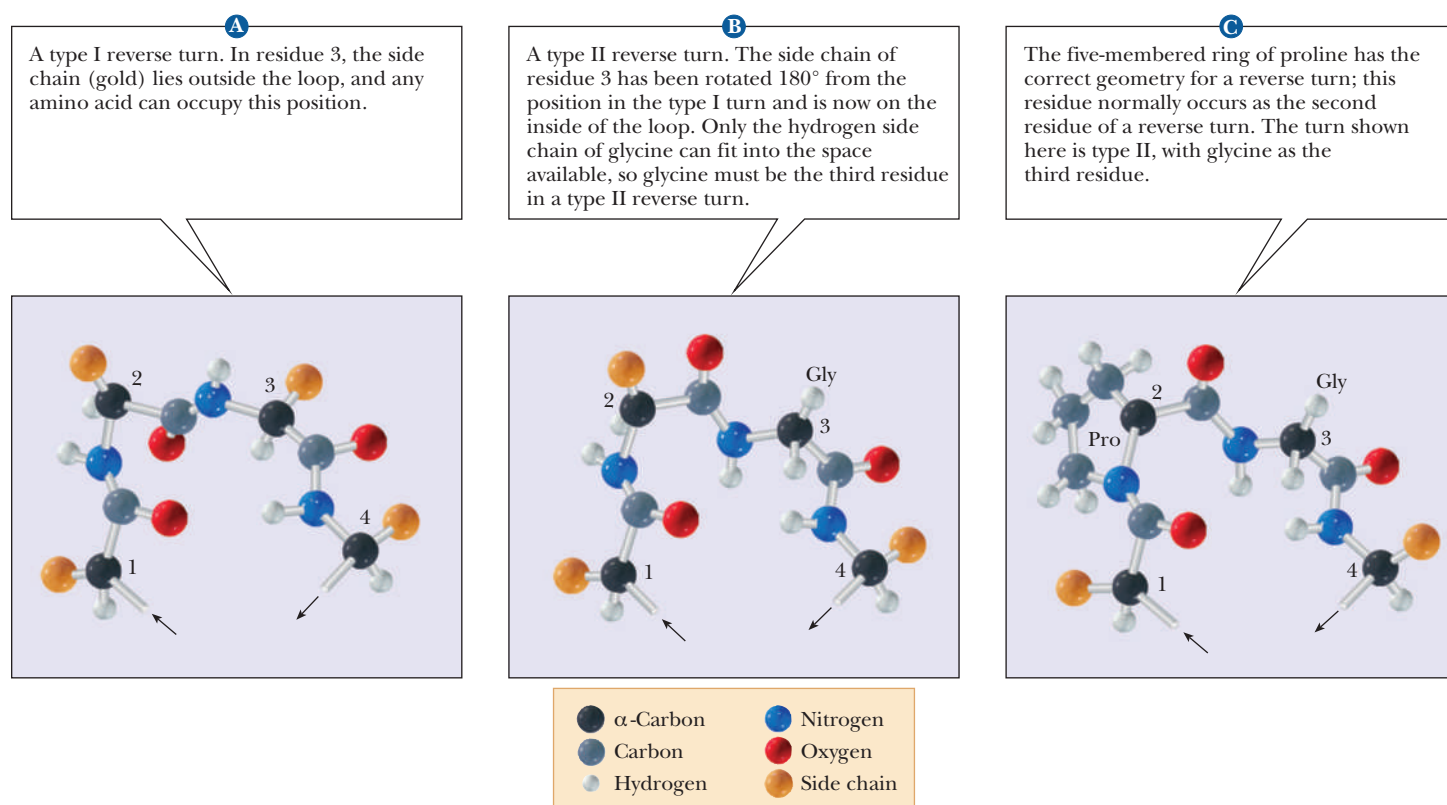 A
A type I reverse turn. In residue 3, the side
chain (gold) lies outside the loop, and any
amino acid can occupy this position.
B
A type II reverse turn. The side chain of
residue 3 has been rotated 180° from the
position in the type I turn and is now on the
inside of the loop. Only the hydrogen side
chain of glycine can fit into the space
available, so glycine must be the third residue
in a type II reverse turn.
C
The five-membered ring of proline has the
correct geometry for a reverse turn; this
residue normally occurs as the second
residue of a reverse turn. The turn shown
here is type II, with glycine as the
third residue.
2
3
4
1
Gly
2
3
4
1
Gly
2
Pro
3
4
1
α-Carbon
Carbon
Hydrogen
Nitrogen
Oxygen
Side chain